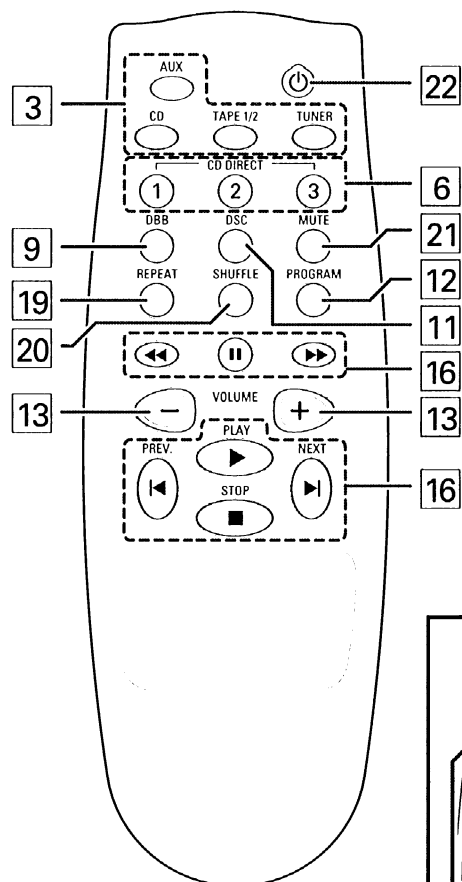 AUX
22
3
CD TAPE 1/2 TUNER
CD DIRECT
1 2 3
6
DBB DSC MUTE
9
21
REPEAT SHUFFLE PROGRAM
12
19
11
20
16
VOLUME
13
− +
13
PLAY
PREV. NEXT
STOP
16